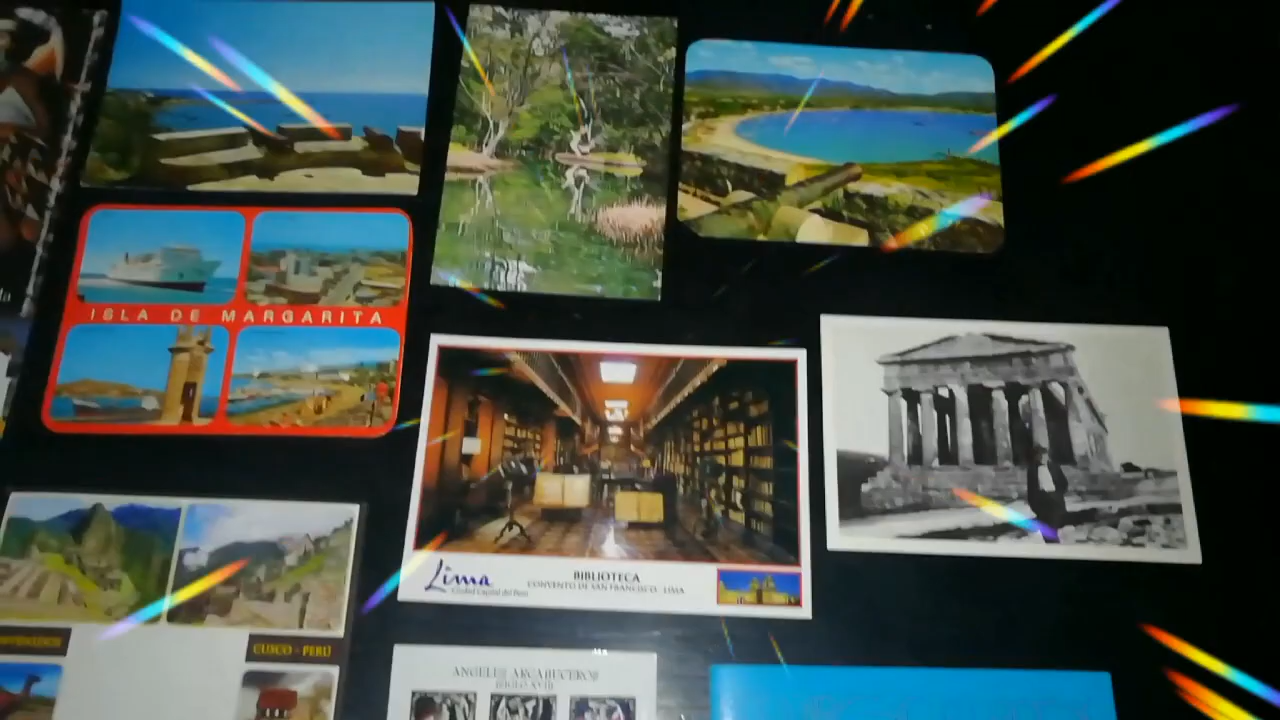 ISLA DE MARGARITA
Lima
Ciudad Capital del Perú
BIBLIOTECA
CONVENTO DE SAN FRANCISCO - LIMA
CUSCO - PERU
ANGELES ARCABUCEROS
(SIGLO XVIII)